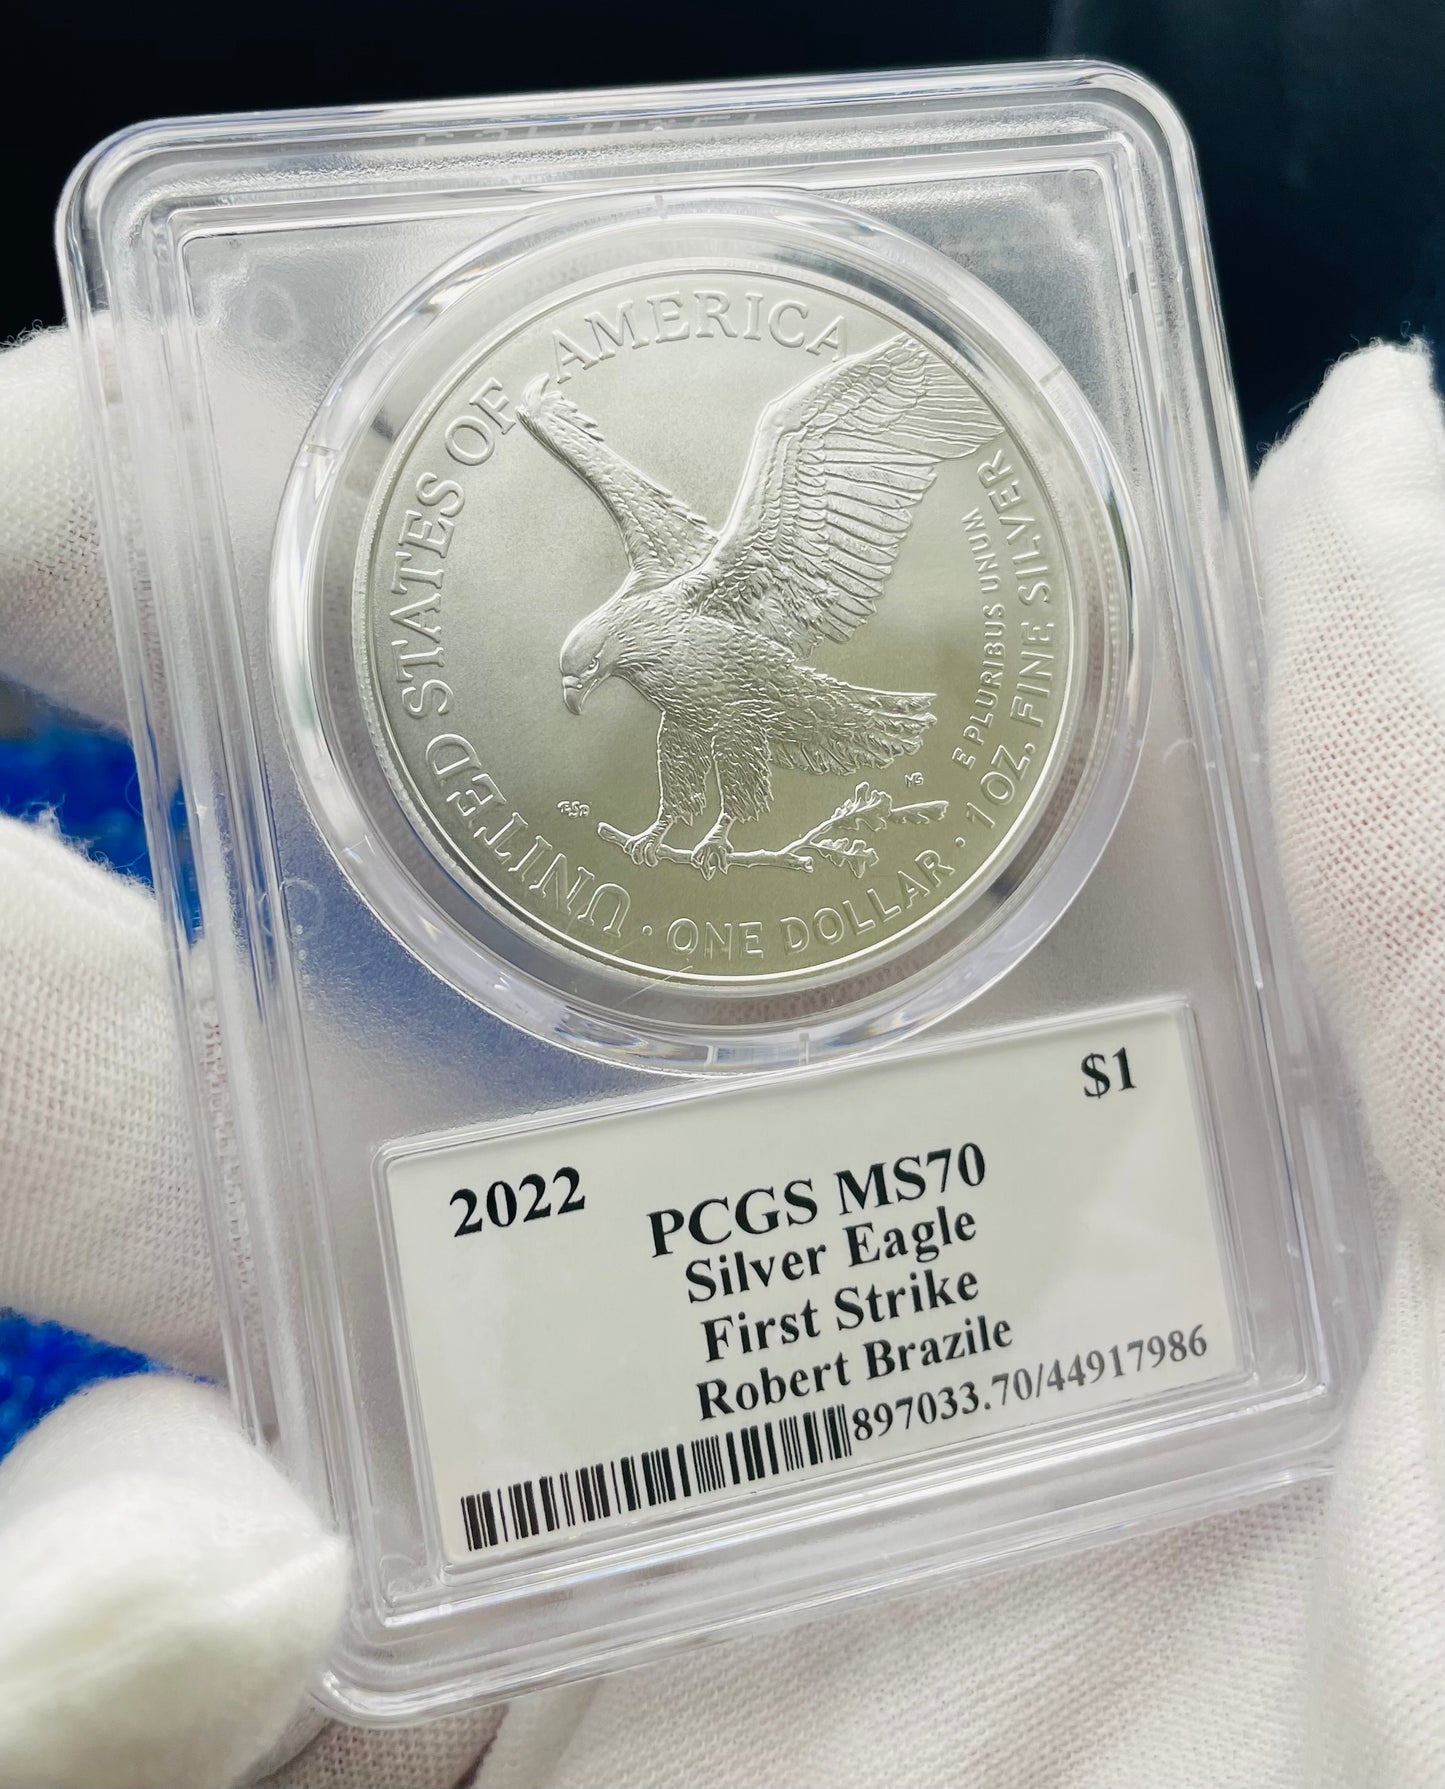 UNITED STATES OF AMERICA
E PLURIBUS UNUM
· ONE DOLLAR · 1 OZ. FINE SILVER
MG
$1
2022
PCGS MS70
Silver Eagle
First Strike
Robert Brazile
897033.70/44917986